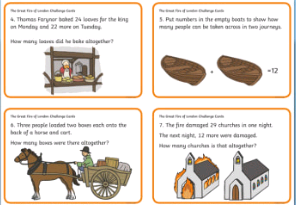 The Great Fire of London Challenge Cards
4. Thomas Farynor baked 24 loaves for the king
on Monday and 22 more on Tuesday.
How many loaves did he bake altogether?
The Great Fire of London Challenge Cards
5. Put numbers in the empty boats to show how
many people can be taken across in two journeys.
+ =12
The Great Fire of London Challenge Cards
6. Three people loaded two boxes each onto the
back of a horse and cart.
How many boxes were there altogether?
The Great Fire of London Challenge Cards
7. The fire damaged 29 churches in one night.
The next night, 12 more were damaged.
How many churches is that altogether?